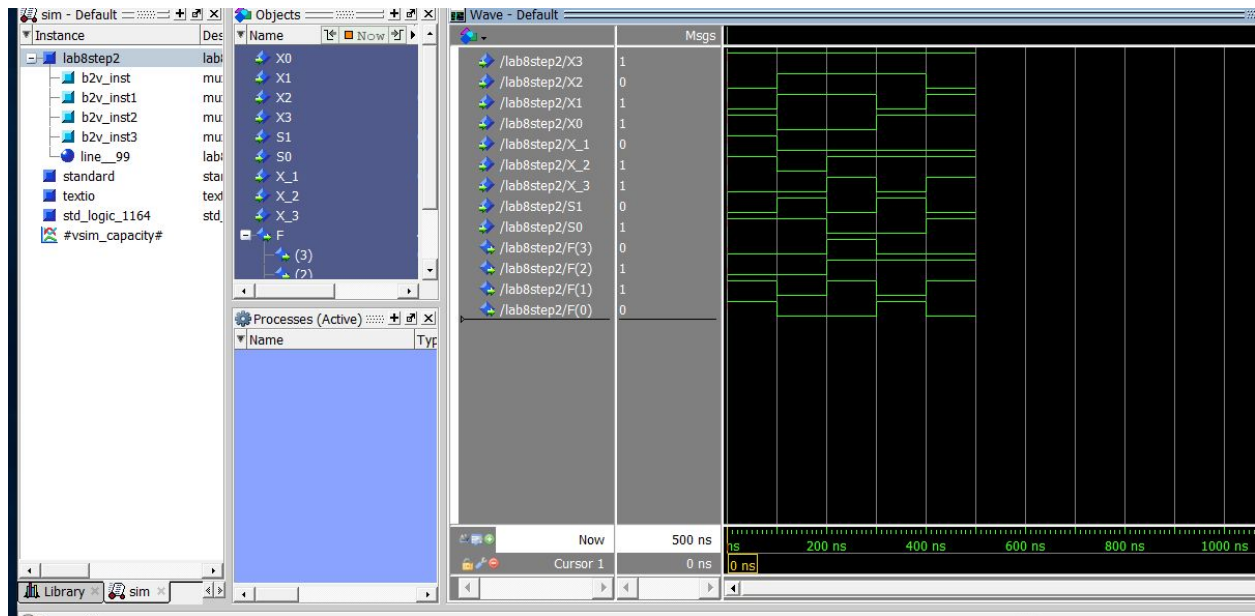 sim - Default
Instance
Des
lab8step2
lab8
b2v_inst
mu
b2v_inst1
mu
b2v_inst2
mu
b2v_inst3
mu
line__99
lab8
standard
star
textio
text
std_logic_1164
std_
#vsim_capacity#
Library
sim
Objects
Name
Now
X0
X1
X2
X3
S1
S0
X_1
X_2
X_3
F
(3)
(2)
Processes (Active)
Name
Typ
Wave - Default
Msgs
/lab8step2/X3 1
/lab8step2/X2 0
/lab8step2/X1 1
/lab8step2/X0 1
/lab8step2/X_1 0
/lab8step2/X_2 1
/lab8step2/X_3 1
/lab8step2/S1 0
/lab8step2/S0 1
/lab8step2/F(3) 0
/lab8step2/F(2) 1
/lab8step2/F(1) 1
/lab8step2/F(0) 0
Now 500 ns
ns 200 ns 400 ns 600 ns 800 ns 1000 ns
Cursor 1 0 ns
0 ns